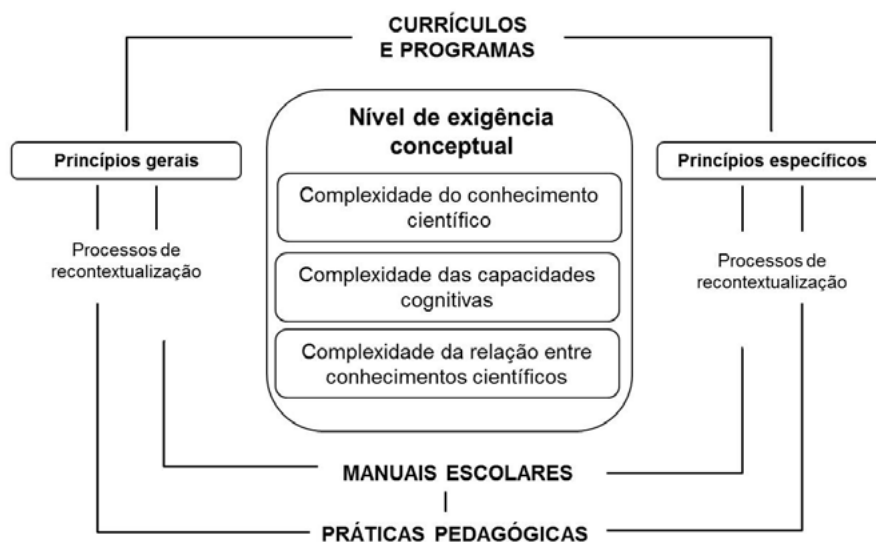 CURRÍCULOS
E PROGRAMAS
Nível de exigência
conceptual
Princípios gerais
Princípios específicos
Complexidade do conhecimento
científico
Processos de
recontextualização
Processos de
recontextualização
Complexidade das capacidades
cognitivas
Complexidade da relação entre
conhecimentos científicos
MANUAIS ESCOLARES
PRÁTICAS PEDAGÓGICAS